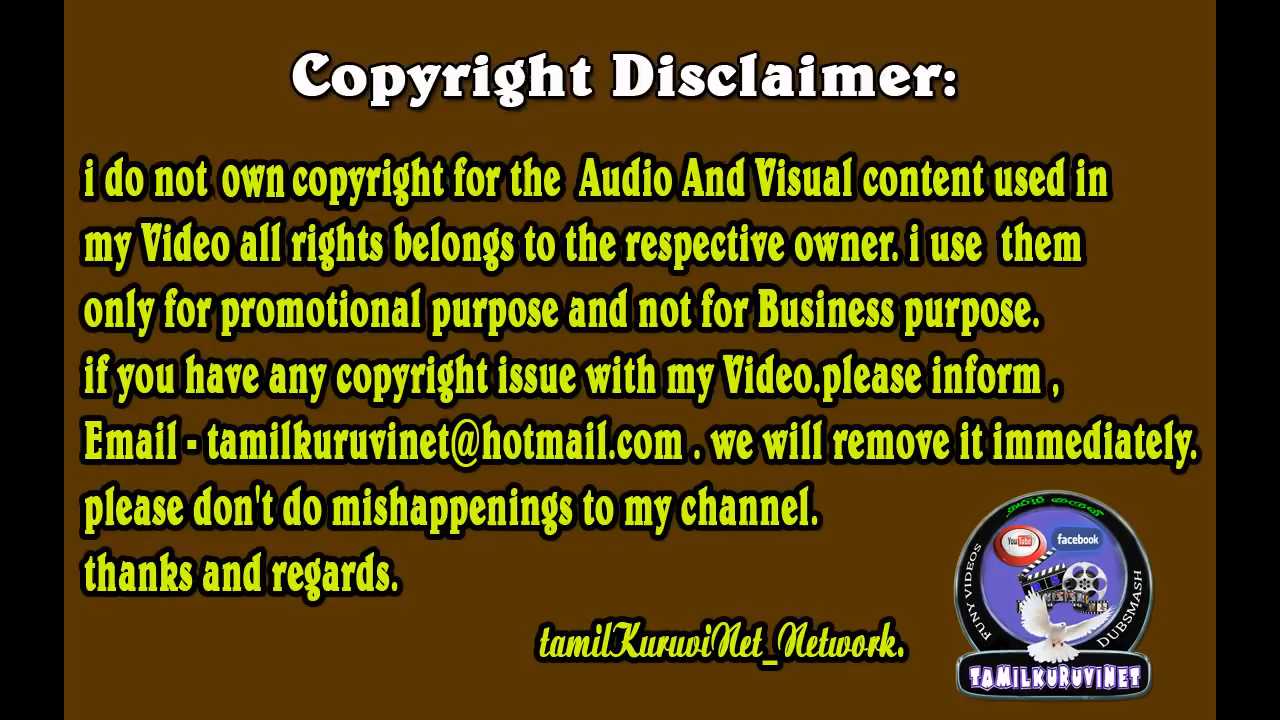 Copyright Disclaimer:
i do not own copyright for the Audio And Visual content used in
my Video all rights belongs to the respective owner. i use them
only for promotional purpose and not for Business purpose.
if you have any copyright issue with my Video.please inform ,
Email - tamilkuruvinet@hotmail.com . we will remove it immediately.
please don't do mishappenings to my channel.
thanks and regards.
tamilKuruviNet_Network.
YouTube
facebook
FUNY VIDEOS
DUBSMASH
TAMILKURUVINET